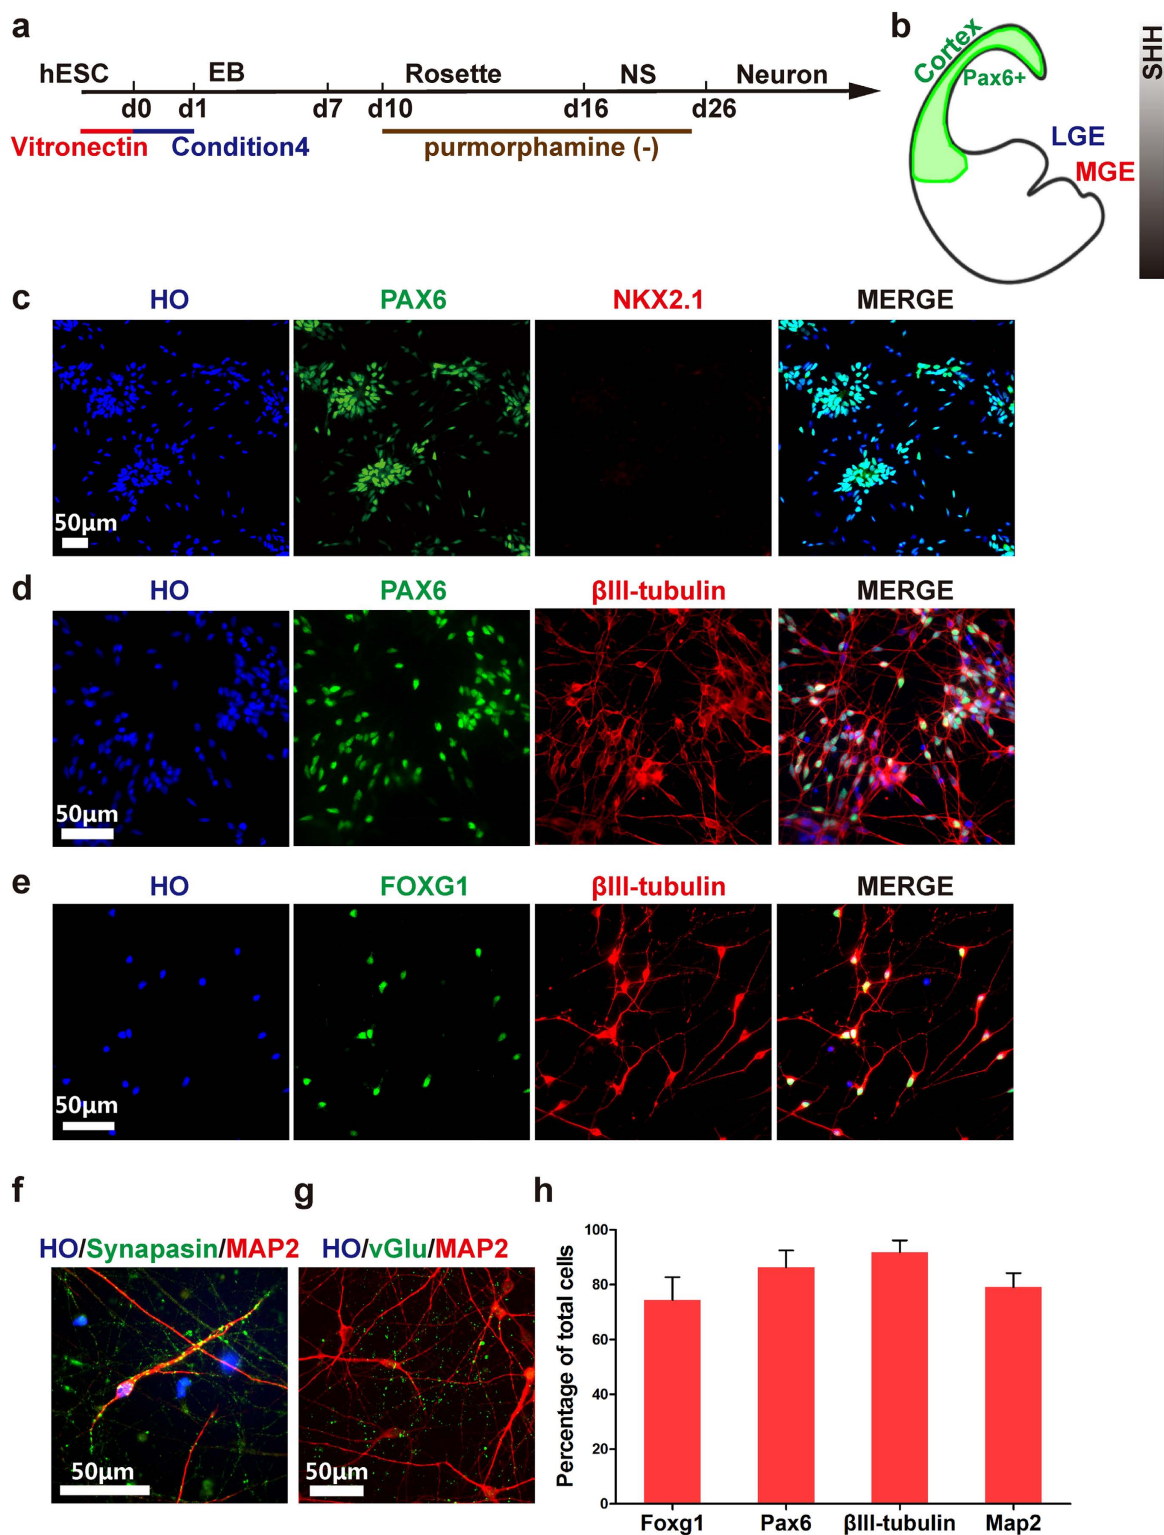 a
hESC EB Rosette NS Neuron
d0 d1 d7 d10 d16 d26
Vitronectin Condition4 purmorphamine (-)
b
Cortex
Pax6+
LGE
MGE
SHH
c
HO PAX6 NKX2.1 MERGE
50μm
d
HO PAX6 βIII-tubulin MERGE
50μm
e
HO FOXG1 βIII-tubulin MERGE
50μm
f
HO/Synapasin/MAP2
50μm
g
HO/vGlu/MAP2
50μm
h
Percentage of total cells
100
80
60
40
20
0
Foxg1 Pax6 βIII-tubulin Map2